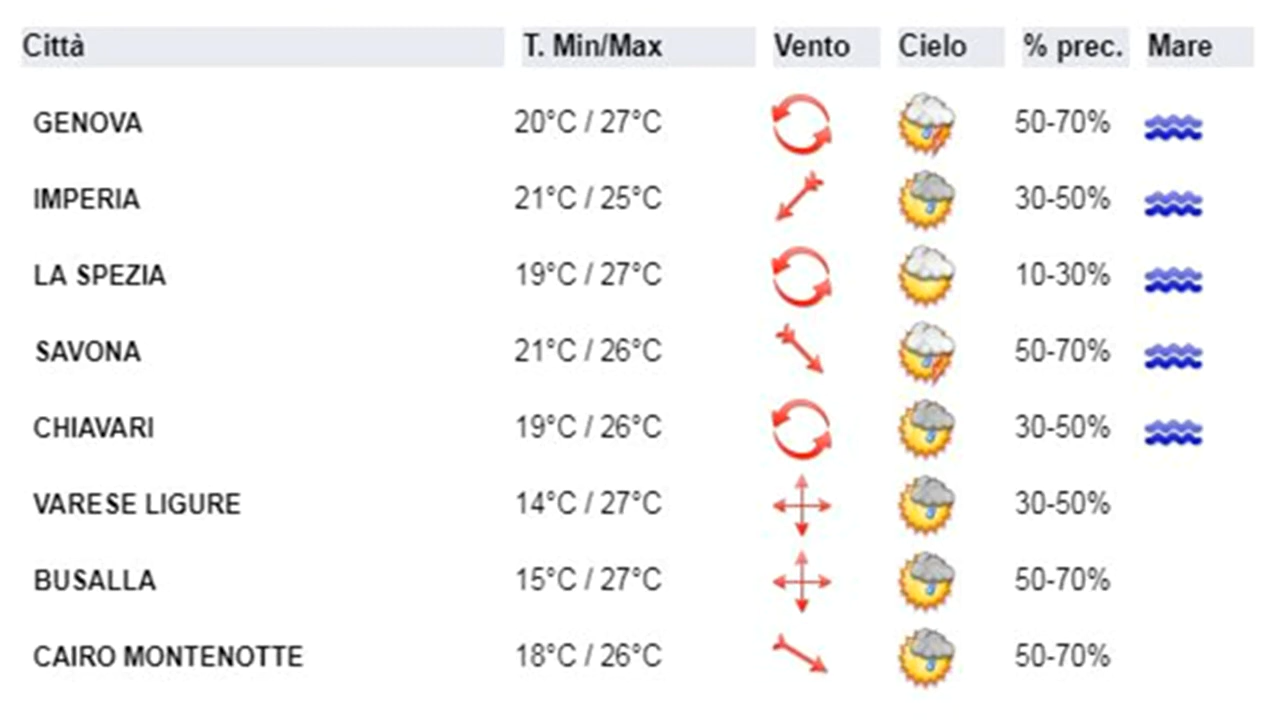 Città T. Min/Max Vento Cielo % prec. Mare
GENOVA 20°C / 27°C 50-70%
IMPERIA 21°C / 25°C 30-50%
LA SPEZIA 19°C / 27°C 10-30%
SAVONA 21°C / 26°C 50-70%
CHIAVARI 19°C / 26°C 30-50%
VARESE LIGURE 14°C / 27°C 30-50%
BUSALLA 15°C / 27°C 50-70%
CAIRO MONTENOTTE 18°C / 26°C 50-70%